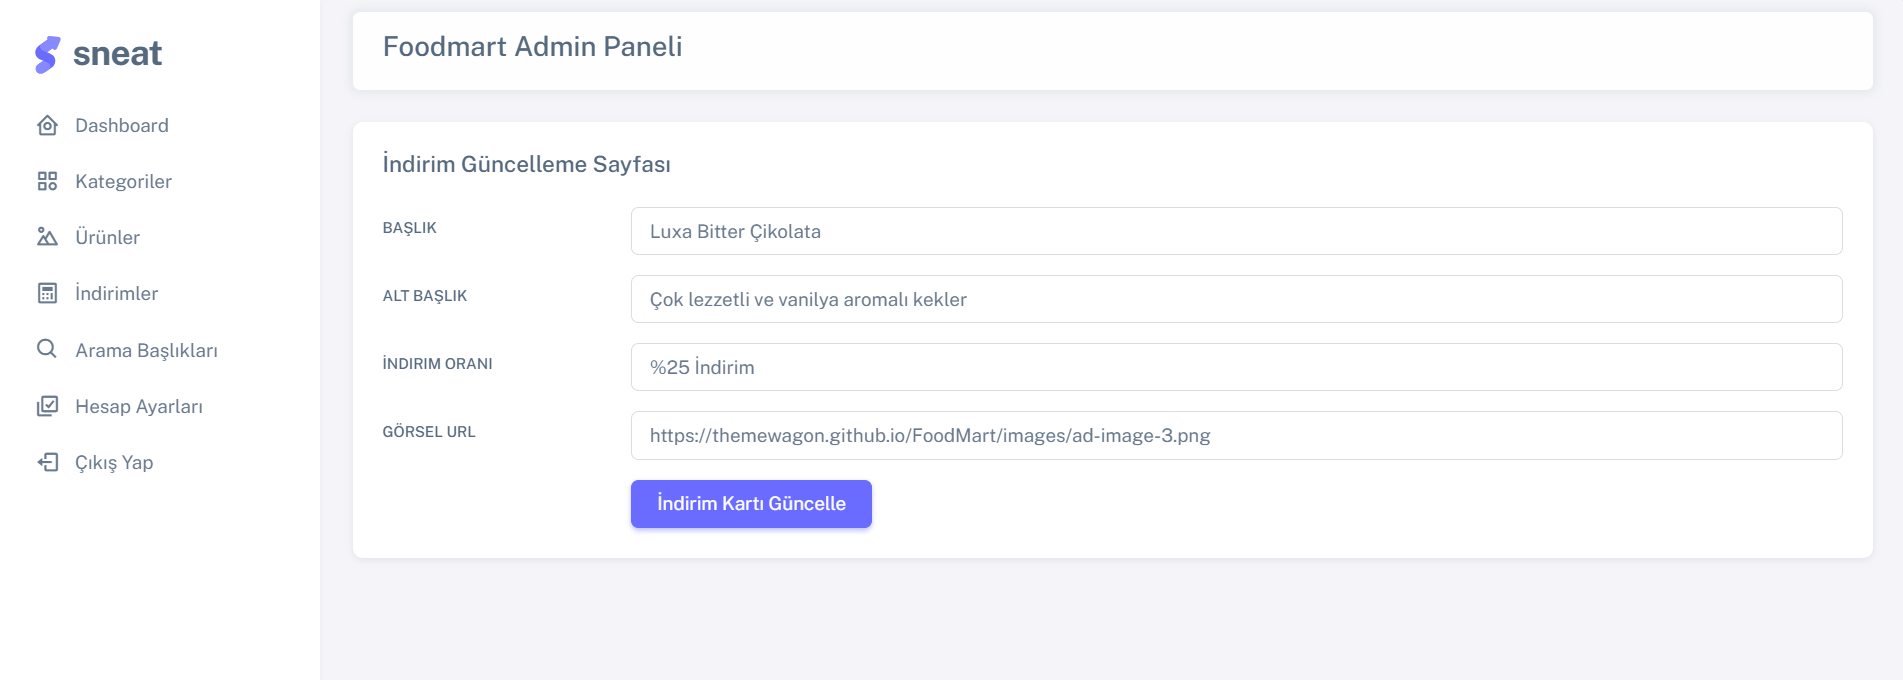 sneat
Dashboard
Kategoriler
Ürünler
İndirimler
Arama Başlıkları
Hesap Ayarları
Çıkış Yap
Foodmart Admin Paneli
İndirim Güncelleme Sayfası
BAŞLIK
Luxa Bitter Çikolata
ALT BAŞLIK
Çok lezzetli ve vanilya aromalı kekler
İNDIRIM ORANI
%25 İndirim
GÖRSEL URL
https://themewagon.github.io/FoodMart/images/ad-image-3.png
İndirim Kartı Güncelle